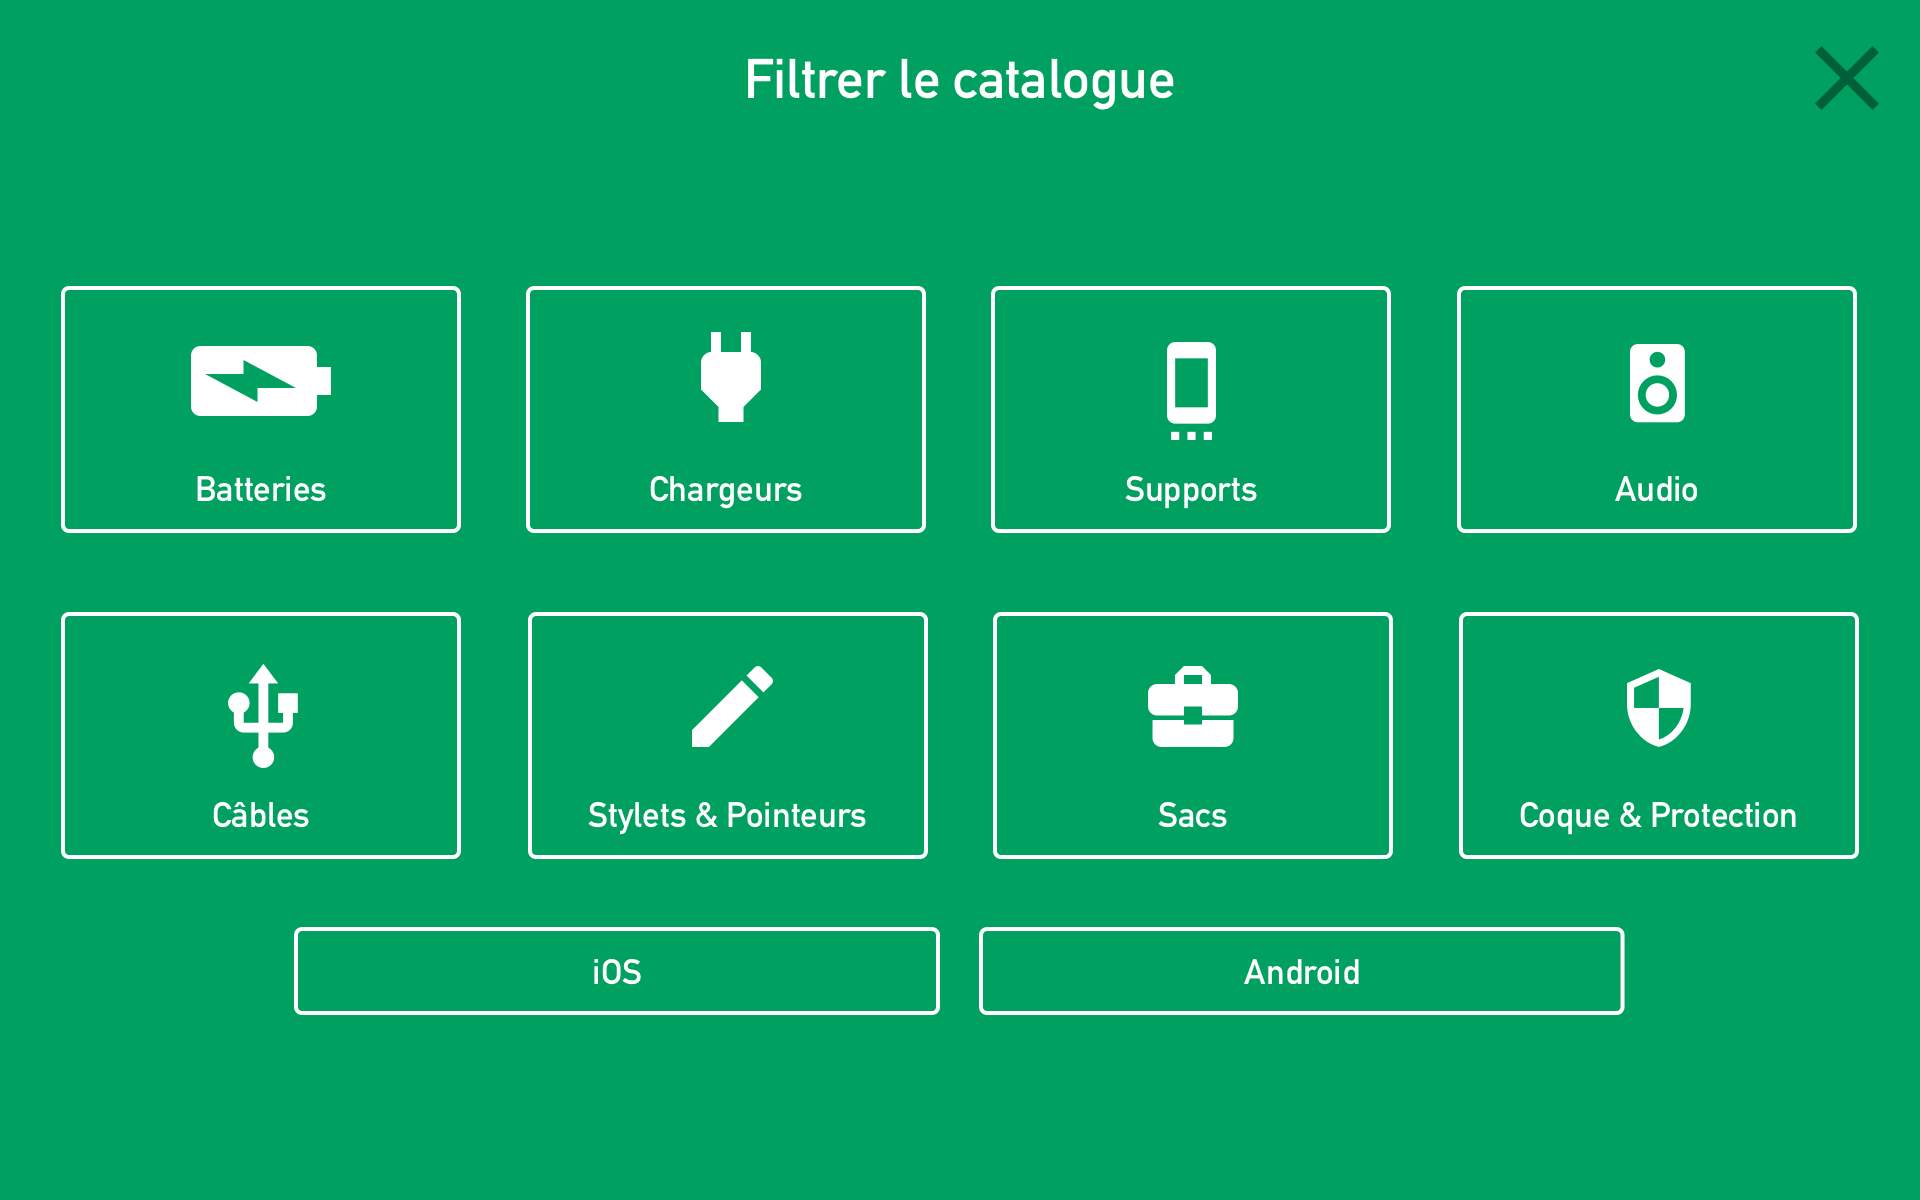 Filtrer le catalogue
Batteries
Chargeurs
Supports
Audio
Câbles
Stylets & Pointeurs
Sacs
Coque & Protection
iOS
Android